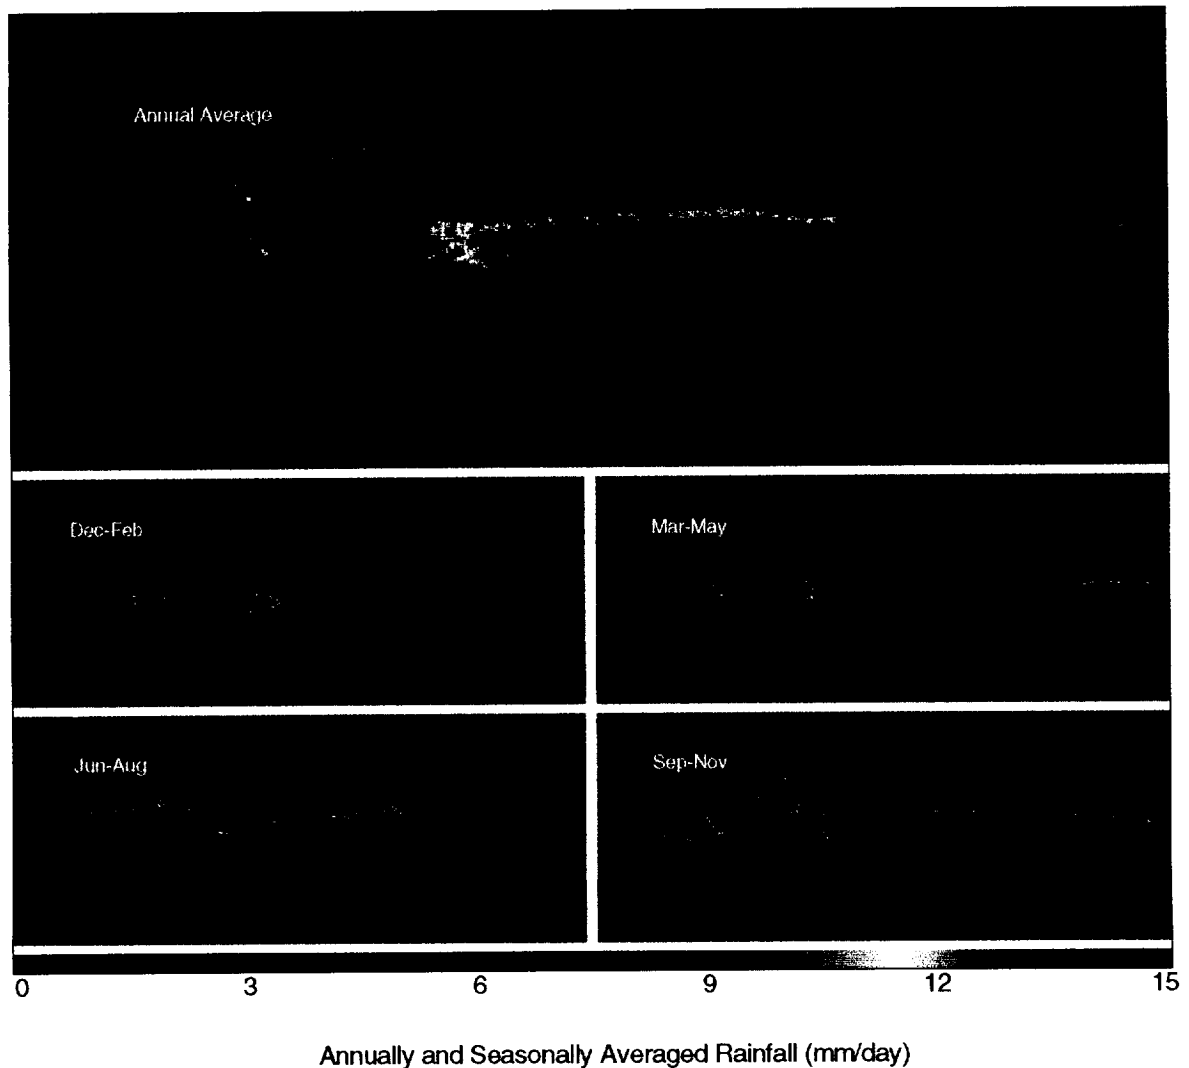 Annual Average
Dec-Feb
Mar-May
Jun-Aug
Sep-Nov
0 3 6 9 12 15
Annually and Seasonally Averaged Rainfall (mm/day)